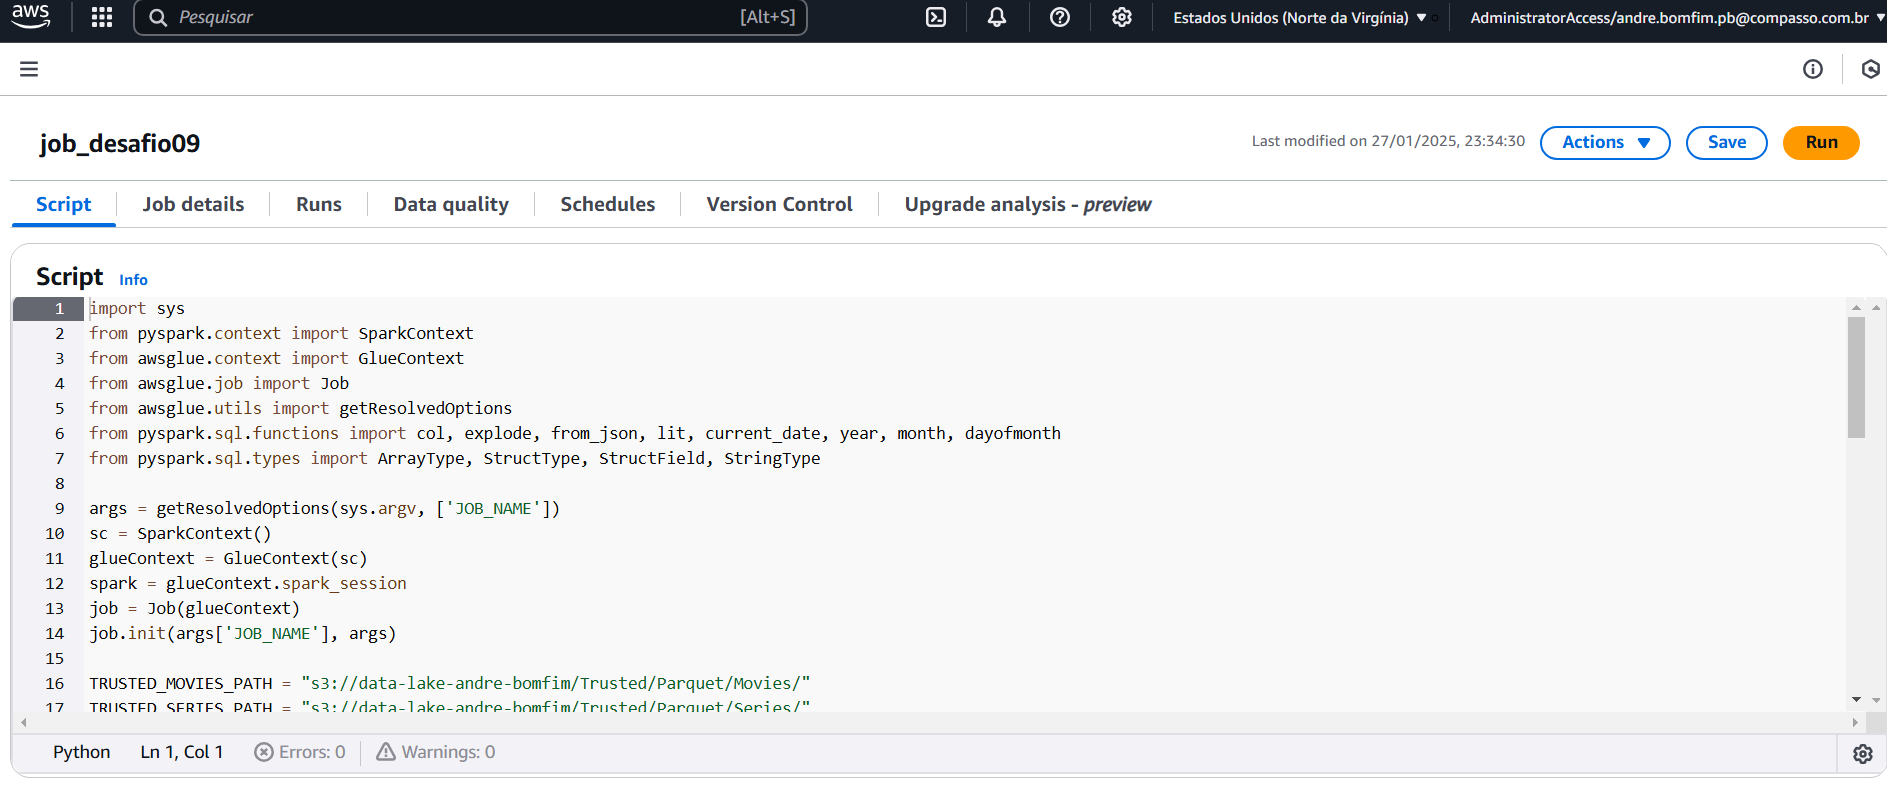 aws Pesquisar [Alt+S] Estados Unidos (Norte da Virgínia) AdministratorAccess/andre.bomfim.pb@compasso.com.br
job_desafio09 Last modified on 27/01/2025, 23:34:30 Actions Save Run
Script Job details Runs Data quality Schedules Version Control Upgrade analysis - preview
Script Info
1 import sys
2 from pyspark.context import SparkContext
3 from awsglue.context import GlueContext
4 from awsglue.job import Job
5 from awsglue.utils import getResolvedOptions
6 from pyspark.sql.functions import col, explode, from_json, lit, current_date, year, month, dayofmonth
7 from pyspark.sql.types import ArrayType, StructType, StructField, StringType
8
9 args = getResolvedOptions(sys.argv, ['JOB_NAME'])
10 sc = SparkContext()
11 glueContext = GlueContext(sc)
12 spark = glueContext.spark_session
13 job = Job(glueContext)
14 job.init(args['JOB_NAME'], args)
15
16 TRUSTED_MOVIES_PATH = "s3://data-lake-andre-bomfim/Trusted/Parquet/Movies/"
17 TRUSTED_SERIES_PATH = "s3://data-lake-andre-bomfim/Trusted/Parquet/Series/"
Python Ln 1, Col 1 Errors: 0 Warnings: 0